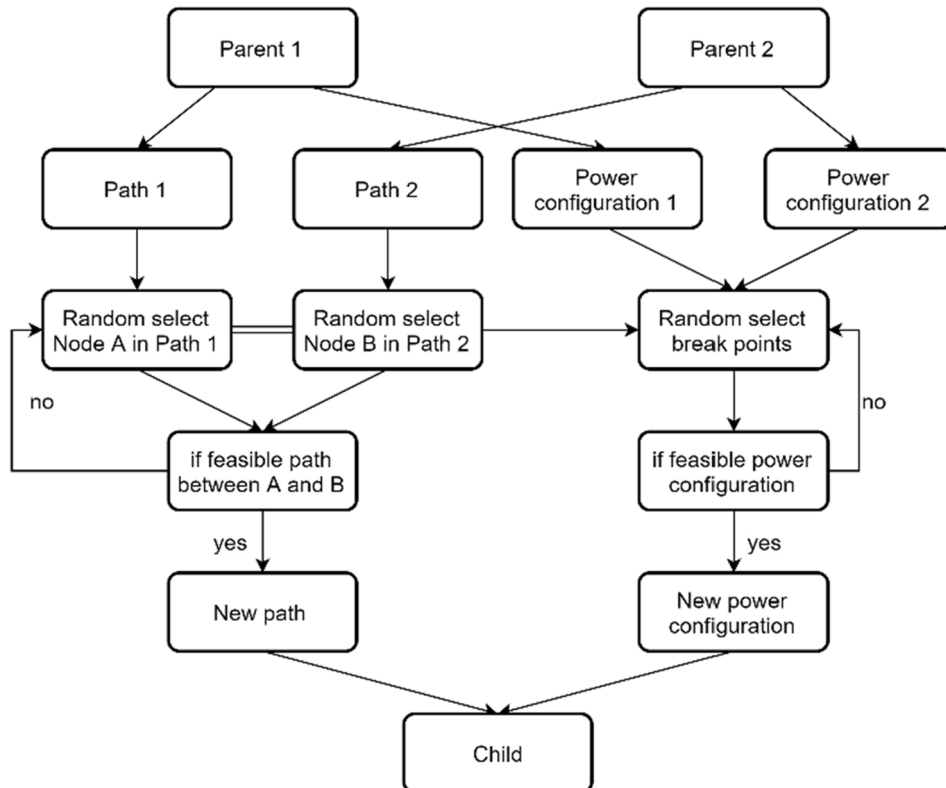 Parent 1
Parent 2
Path 1
Path 2
Power
configuration 1
Power
configuration 2
Random select
Node A in Path 1
Random select
Node B in Path 2
Random select
break points
no
no
if feasible path
between A and B
if feasible power
configuration
yes
yes
New path
New power
configuration
Child